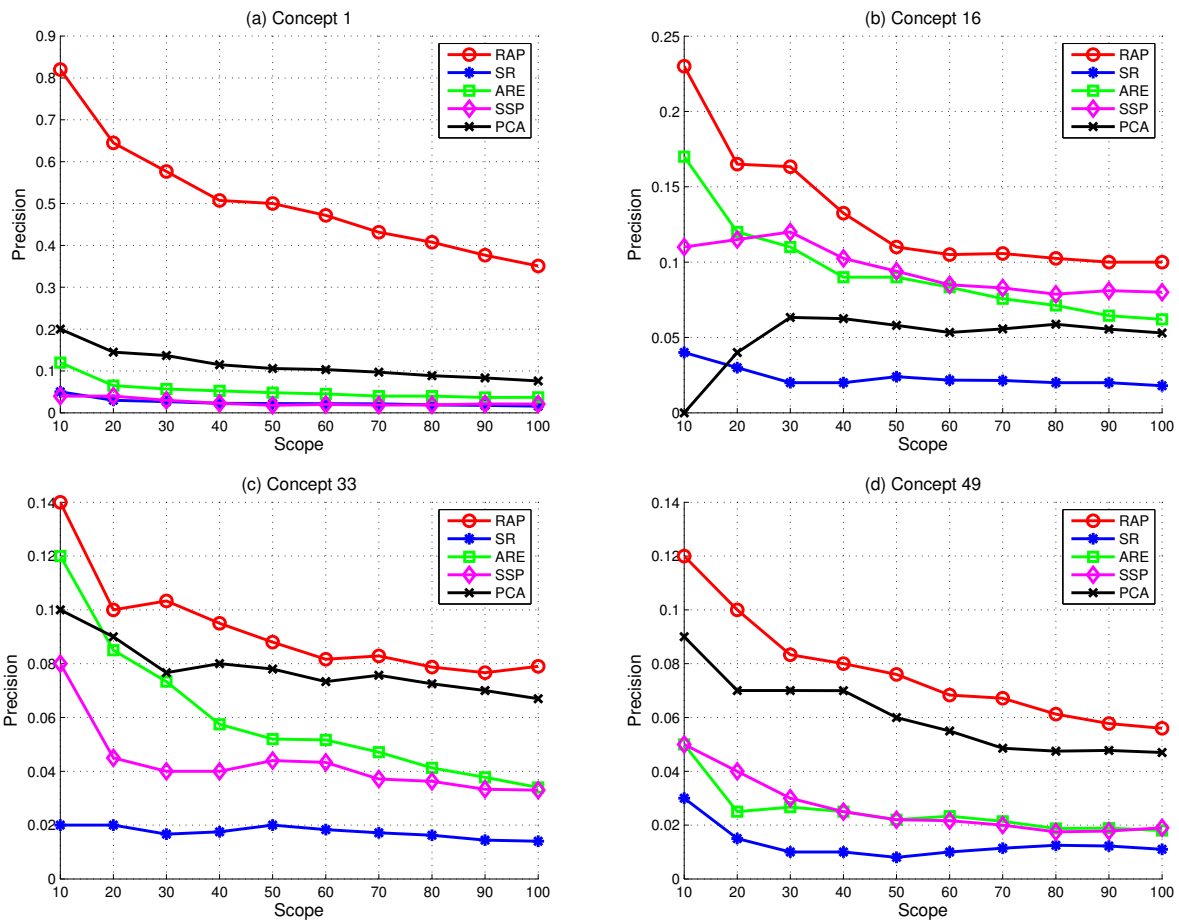 (a) Concept 1
0.9
0.8
0.7
0.6
0.5
0.4
0.3
0.2
0.1
0
10 20 30 40 50 60 70 80 90 100
Precision
Scope
RAP
SR
ARE
SSP
PCA
(b) Concept 16
0.25
0.2
0.15
0.1
0.05
0
10 20 30 40 50 60 70 80 90 100
Precision
Scope
RAP
SR
ARE
SSP
PCA
(c) Concept 33
0.14
0.12
0.1
0.08
0.06
0.04
0.02
0
10 20 30 40 50 60 70 80 90 100
Precision
Scope
RAP
SR
ARE
SSP
PCA
(d) Concept 49
0.14
0.12
0.1
0.08
0.06
0.04
0.02
0
10 20 30 40 50 60 70 80 90 100
Precision
Scope
RAP
SR
ARE
SSP
PCA